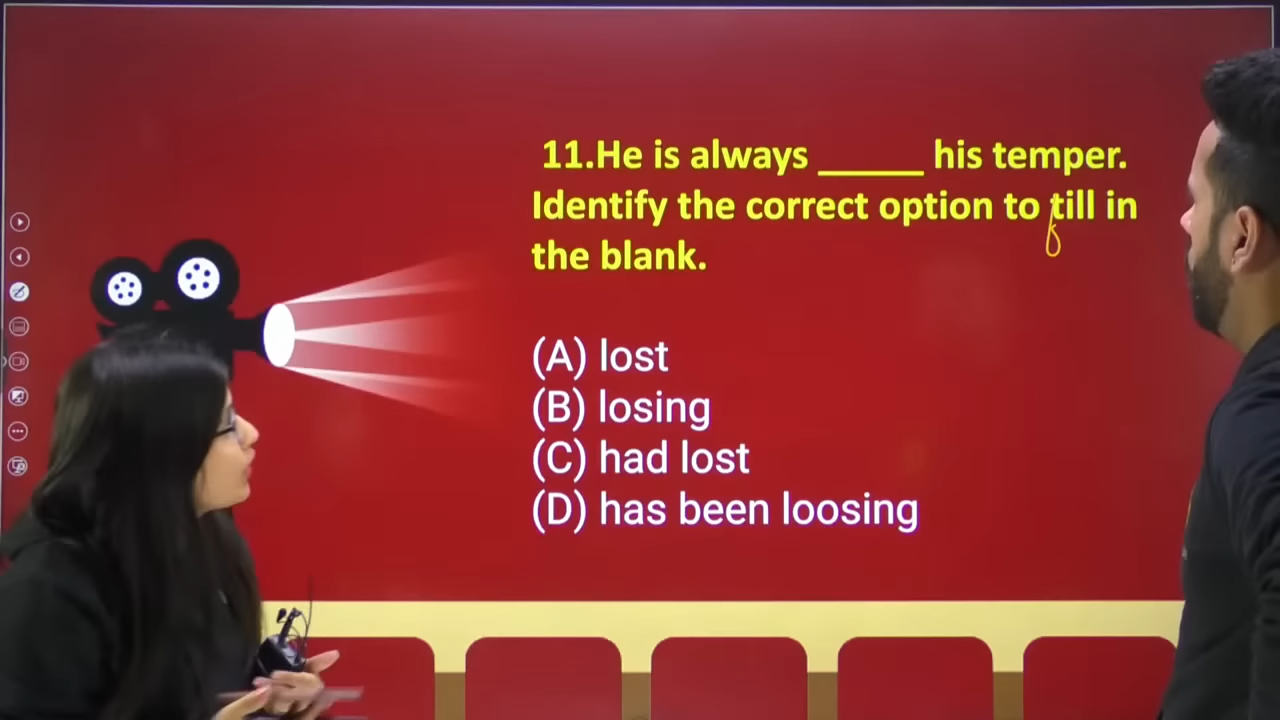 11.He is always ______ his temper.
Identify the correct option to till in
the blank.
(A) lost
(B) losing
(C) had lost
(D) has been loosing